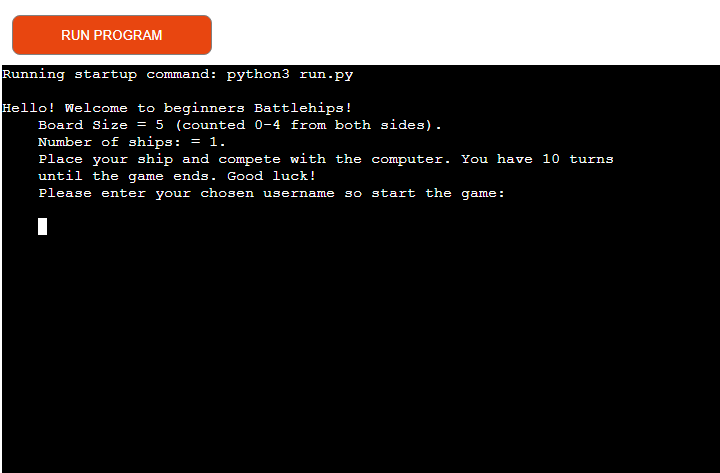 RUN PROGRAM
Running startup command: python3 run.py
Hello! Welcome to beginners Battlehips!
Board Size = 5 (counted 0-4 from both sides).
Number of ships: = 1.
Place your ship and compete with the computer. You have 10 turns
until the game ends. Good luck!
Please enter your chosen username so start the game: